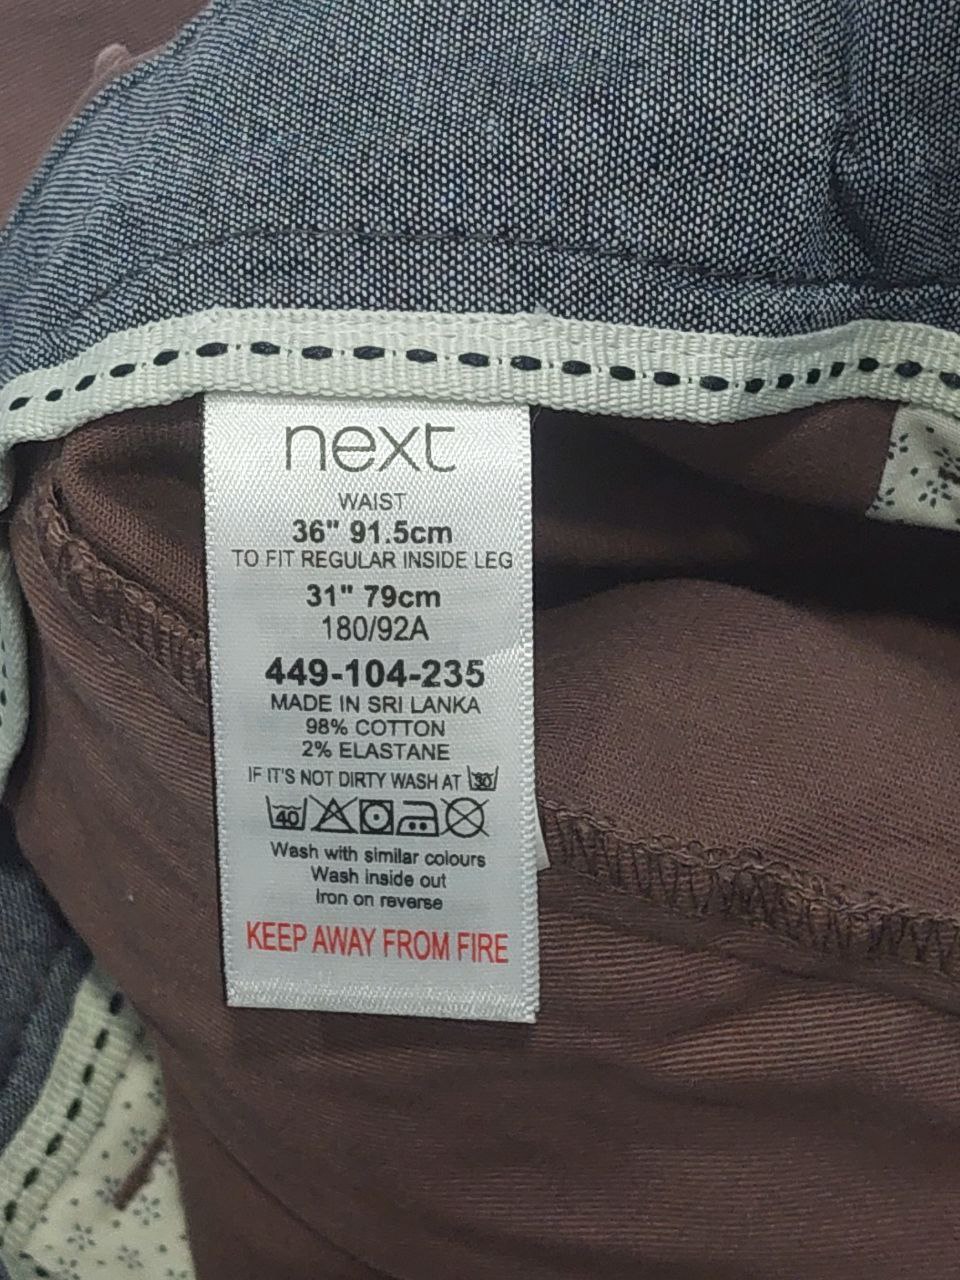 next
WAIST
36" 91.5cm
TO FIT REGULAR INSIDE LEG
31" 79cm
180/92A
449-104-235
MADE IN SRI LANKA
98% COTTON
2% ELASTANE
IF IT'S NOT DIRTY WASH AT 30
40
Wash with similar colours
Wash inside out
Iron on reverse
KEEP AWAY FROM FIRE